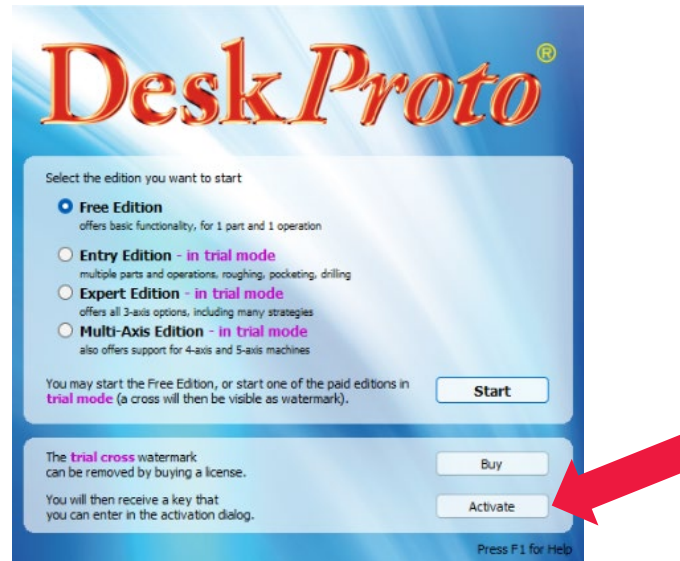 DeskProto®
Select the edition you want to start
Free Edition
offers basic functionality, for 1 part and 1 operation
Entry Edition - in trial mode
multiple parts and operations, roughing, pocketing, drilling
Expert Edition - in trial mode
offers all 3-axis options, including many strategies
Multi-Axis Edition - in trial mode
also offers support for 4-axis and 5-axis machines
You may start the Free Edition, or start one of the paid editions in
trial mode (a cross will then be visible as watermark).
Start
The trial cross watermark
can be removed by buying a license.
Buy
You will then receive a key that
you can enter in the activation dialog.
Activate
Press F1 for Help